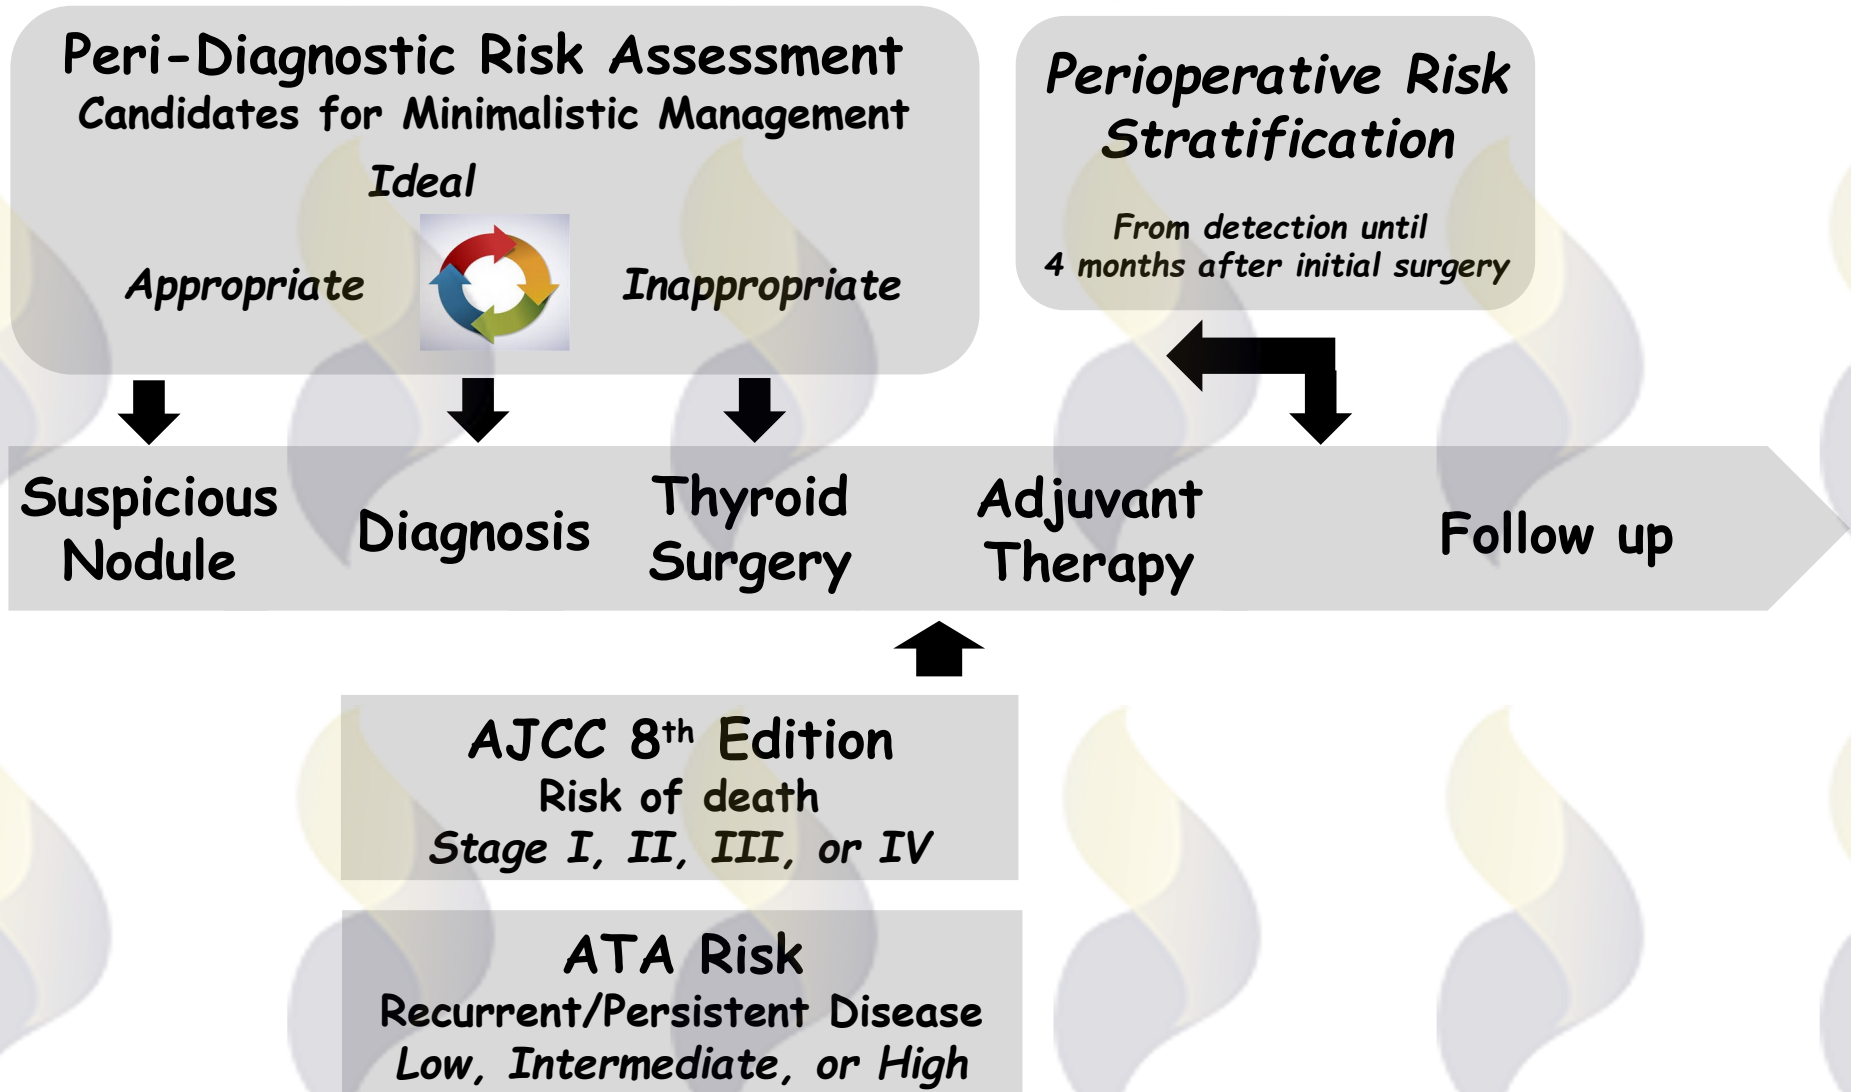 Peri-Diagnostic Risk Assessment
Candidates for Minimalistic Management
Ideal
Appropriate
Inappropriate
Perioperative Risk
Stratification
From detection until
4 months after initial surgery
Suspicious
Nodule
Diagnosis
Thyroid
Surgery
Adjuvant
Therapy
Follow up
AJCC 8th Edition
Risk of death
Stage I, II, III, or IV
ATA Risk
Recurrent/Persistent Disease
Low, Intermediate, or High